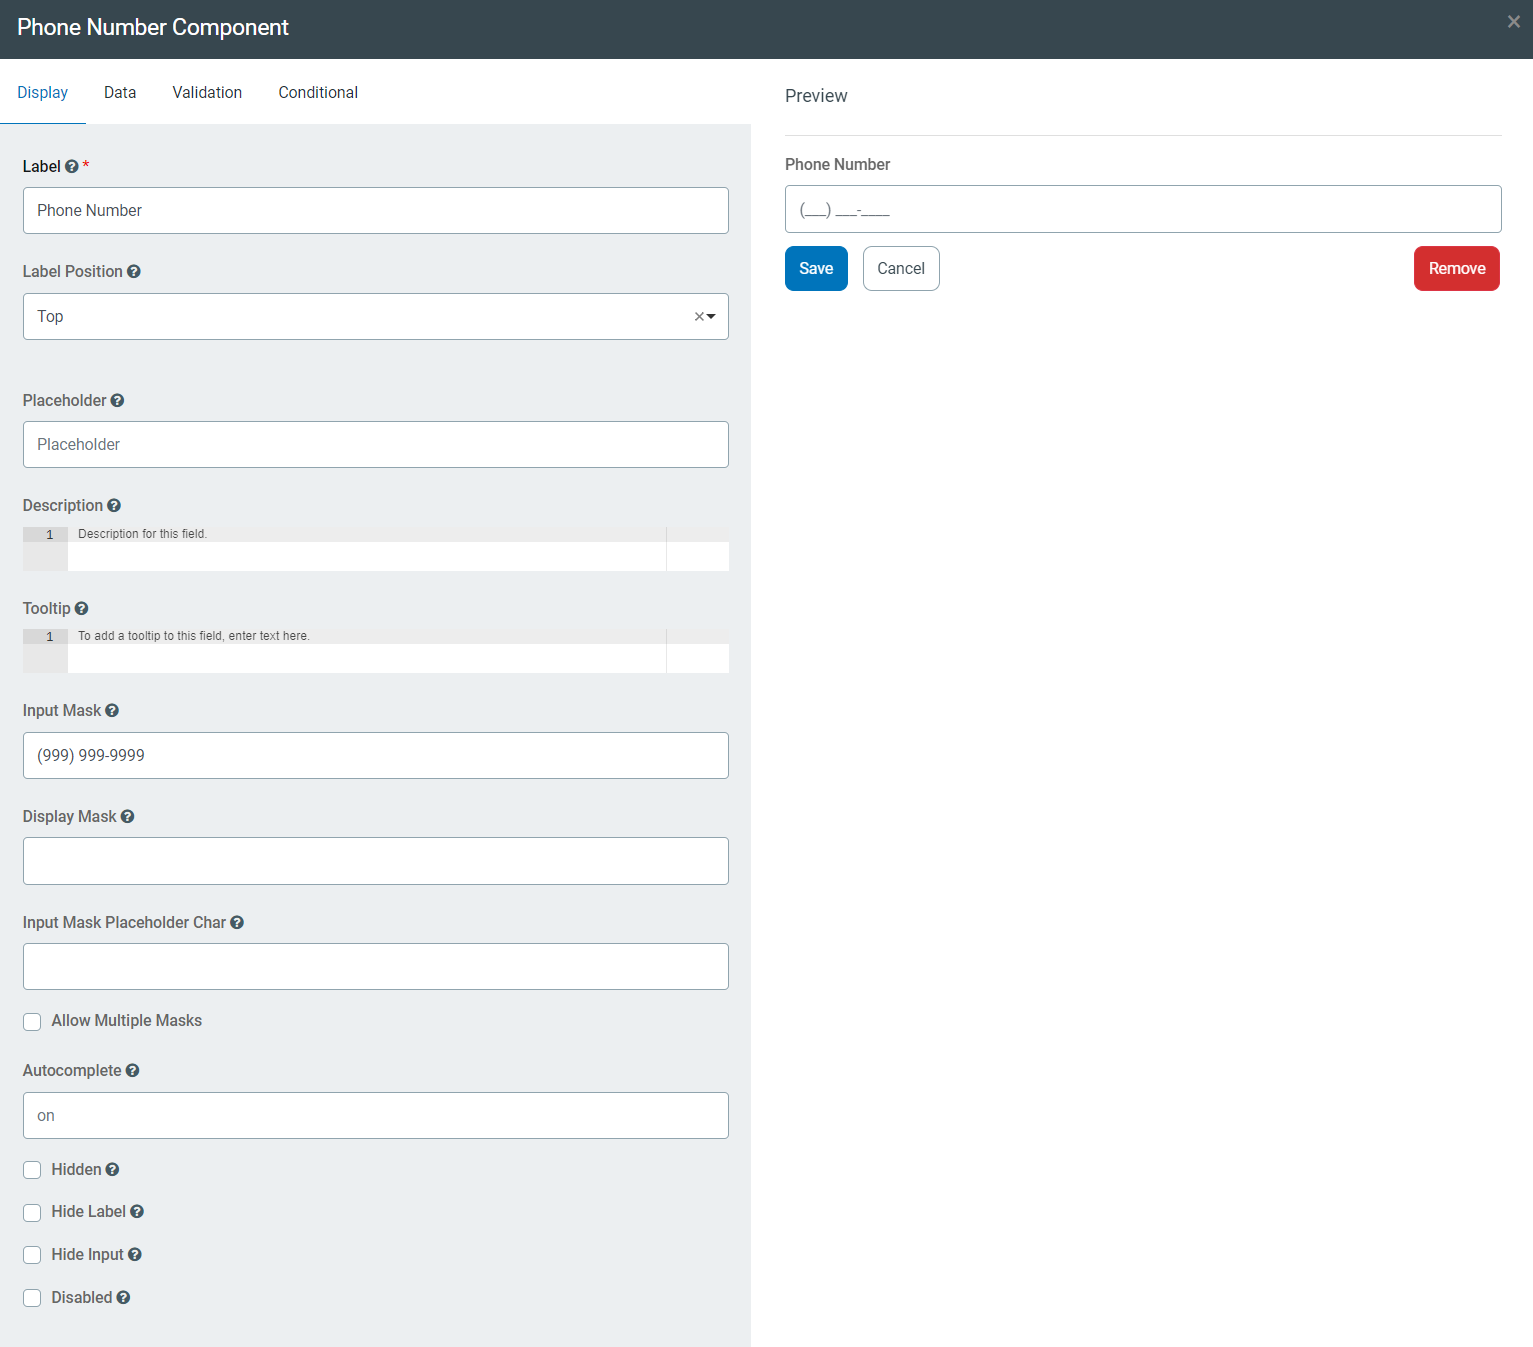 Phone Number Component
×
Display Data Validation Conditional
Label *
Phone Number
Label Position
Top
Placeholder
Placeholder
Description
1 Description for this field.
Tooltip
1 To add a tooltip to this field, enter text here.
Input Mask
(999) 999-9999
Display Mask
Input Mask Placeholder Char
Allow Multiple Masks
Autocomplete
on
Hidden
Hide Label
Hide Input
Disabled
Preview
Phone Number
(___) ___-____
Save Cancel Remove